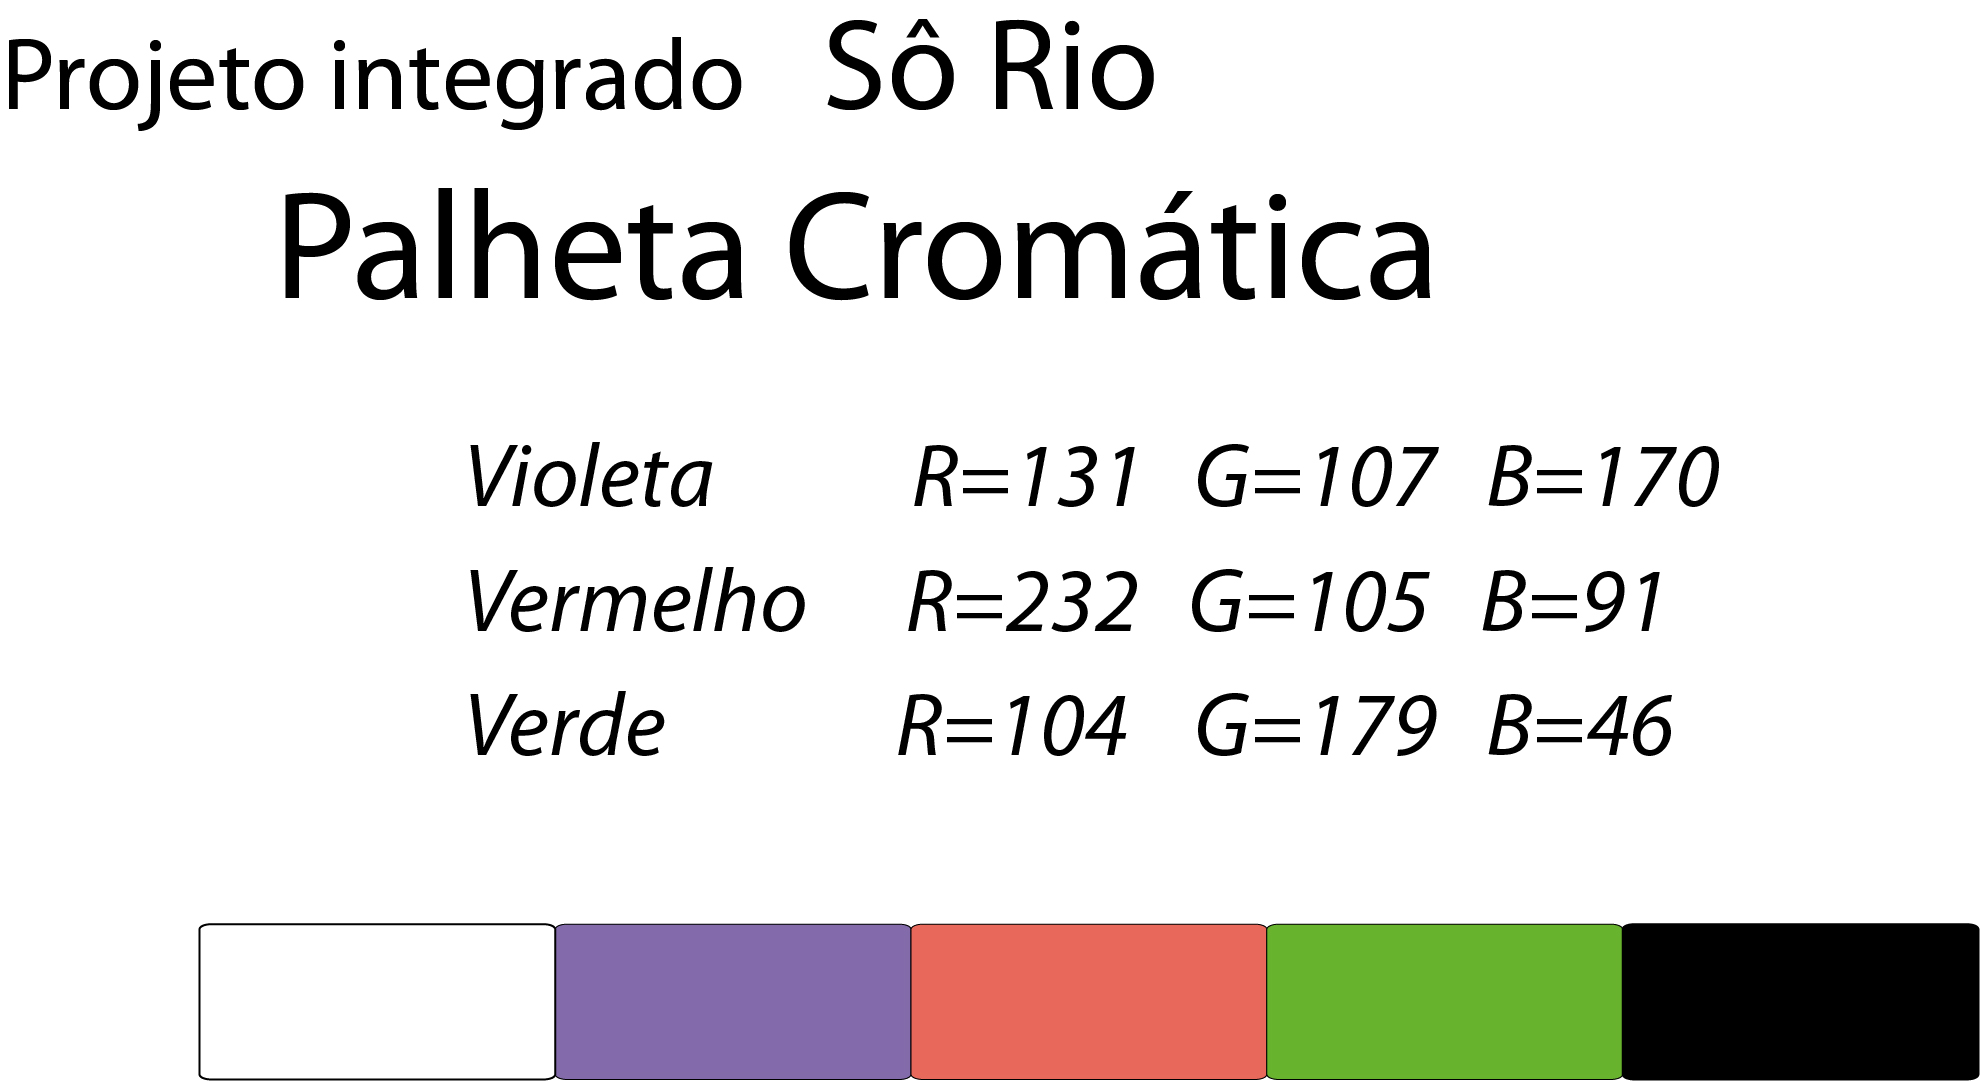 Projeto integrado Sô Rio
Palheta Cromática
Violeta R=131 G=107 B=170
Vermelho R=232 G=105 B=91
Verde R=104 G=179 B=46